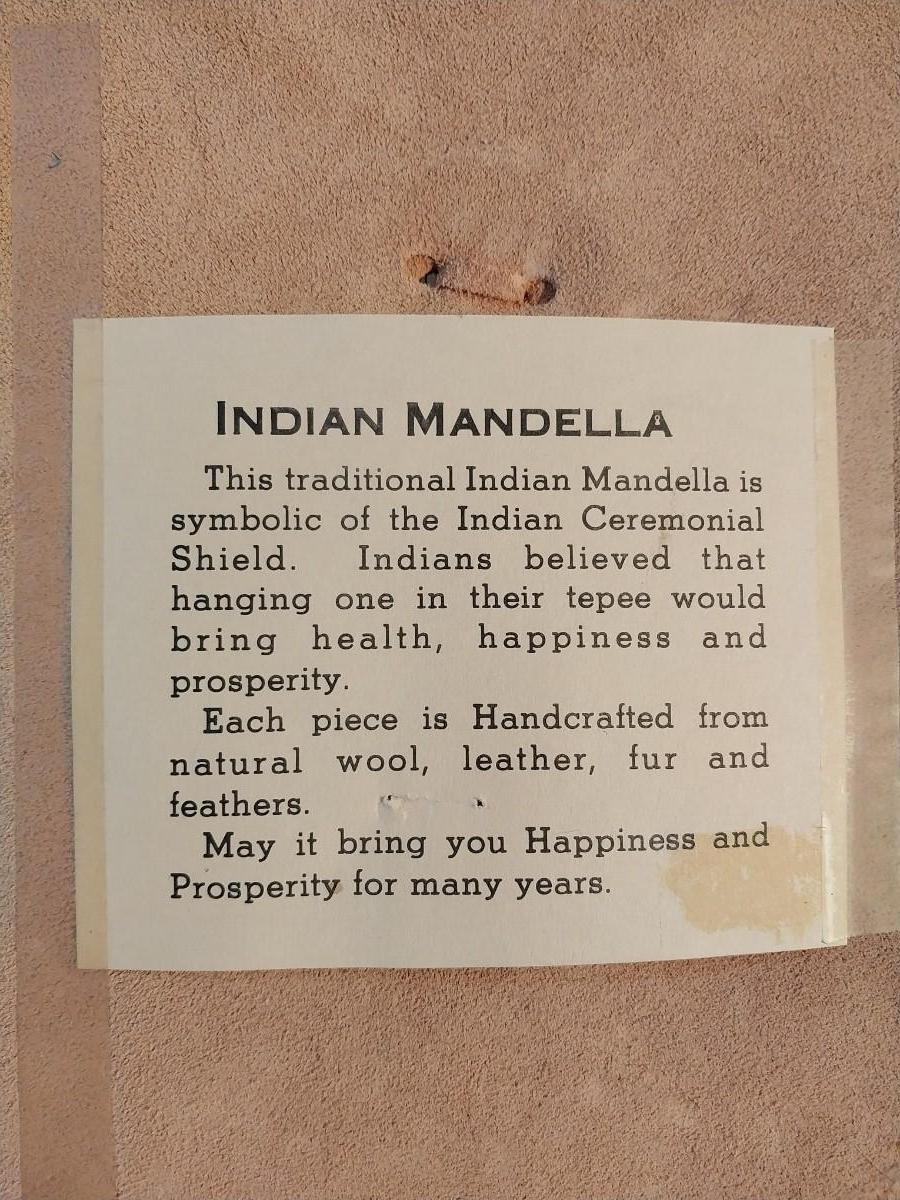 INDIAN MANDELLA
This traditional Indian Mandella is
symbolic of the Indian Ceremonial
Shield. Indians believed that
hanging one in their tepee would
bring health, happiness and
prosperity.
Each piece is Handcrafted from
natural wool, leather, fur and
feathers.
May it bring you Happiness and
Prosperity for many years.